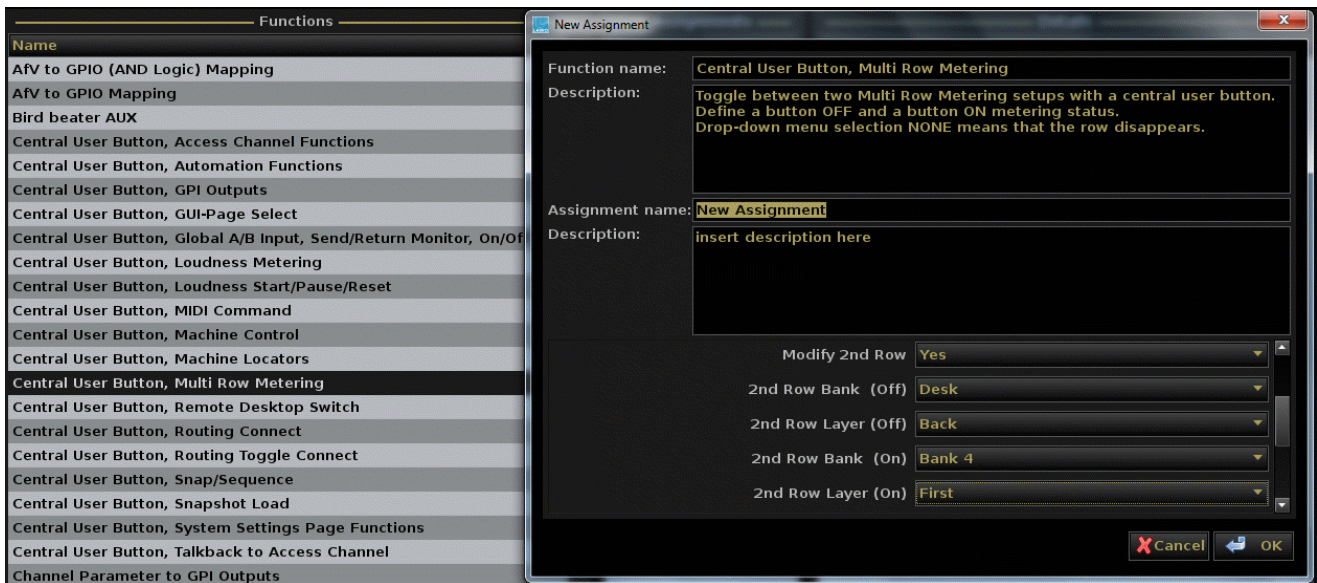 Functions
Name
AfV to GPIO (AND Logic) Mapping
AfV to GPIO Mapping
Bird beater AUX
Central User Button, Access Channel Functions
Central User Button, Automation Functions
Central User Button, GPI Outputs
Central User Button, GUI-Page Select
Central User Button, Global A/B Input, Send/Return Monitor, On/Of
Central User Button, Loudness Metering
Central User Button, Loudness Start/Pause/Reset
Central User Button, MIDI Command
Central User Button, Machine Control
Central User Button, Machine Locators
Central User Button, Multi Row Metering
Central User Button, Remote Desktop Switch
Central User Button, Routing Connect
Central User Button, Routing Toggle Connect
Central User Button, Snap/Sequence
Central User Button, Snapshot Load
Central User Button, System Settings Page Functions
Central User Button, Talkback to Access Channel
Channel Parameter to GPI Outputs
New Assignment
Function name: Central User Button, Multi Row Metering
Description: Toggle between two Multi Row Metering setups with a central user button.
Define a button OFF and a button ON metering status.
Drop-down menu selection NONE means that the row disappears.
Assignment name: New Assignment
Description: insert description here
Modify 2nd Row Yes
2nd Row Bank (Off) Desk
2nd Row Layer (Off) Back
2nd Row Bank (On) Bank 4
2nd Row Layer (On) First
Cancel OK